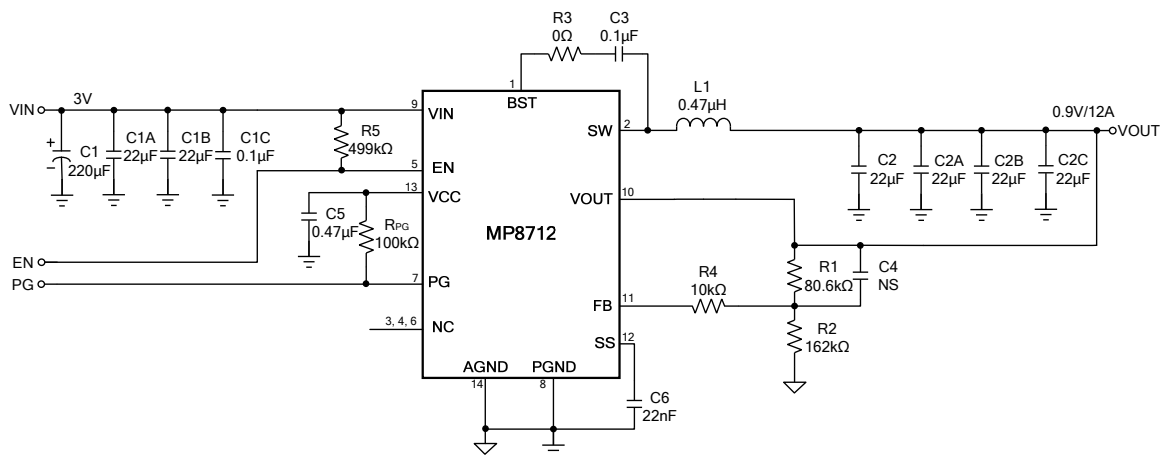 R3
0Ω
C3
0.1μF
1
BST
L1
0.47μH
VIN
3V
9
VIN
SW
2
0.9V/12A
VOUT
+
−
C1
220μF
C1A
22μF
C1B
22μF
C1C
0.1μF
R5
499kΩ
5
EN
C2
22μF
C2A
22μF
C2B
22μF
C2C
22μF
13
VCC
VOUT
10
C5
0.47μF
RPG
100kΩ
MP8712
EN
PG
7
PG
R1
80.6kΩ
C4
NS
R4
10kΩ
FB
11
3, 4, 6
NC
R2
162kΩ
SS
12
AGND
PGND
14
8
C6
22nF